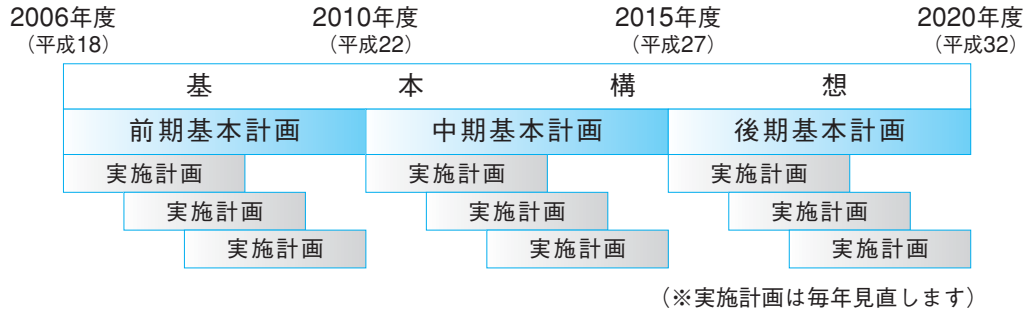 2006年度 2010年度 2015年度 2020年度
（平成18） （平成22） （平成27） （平成32）
基本構想
前期基本計画 中期基本計画 後期基本計画
実施計画 実施計画 実施計画
実施計画 実施計画 実施計画
実施計画 実施計画 実施計画
（※実施計画は毎年見直します）